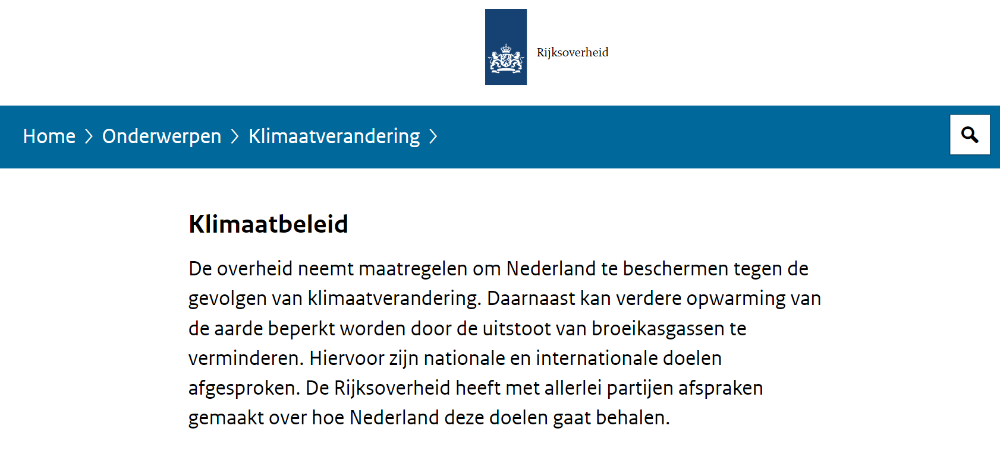 Rijksoverheid
Home > Onderwerpen > Klimaatverandering >
Klimaatbeleid
De overheid neemt maatregelen om Nederland te beschermen tegen de
gevolgen van klimaatverandering. Daarnaast kan verdere opwarming van
de aarde beperkt worden door de uitstoot van broeikasgassen te
verminderen. Hiervoor zijn nationale en internationale doelen
afgesproken. De Rijksoverheid heeft met allerlei partijen afspraken
gemaakt over hoe Nederland deze doelen gaat behalen.